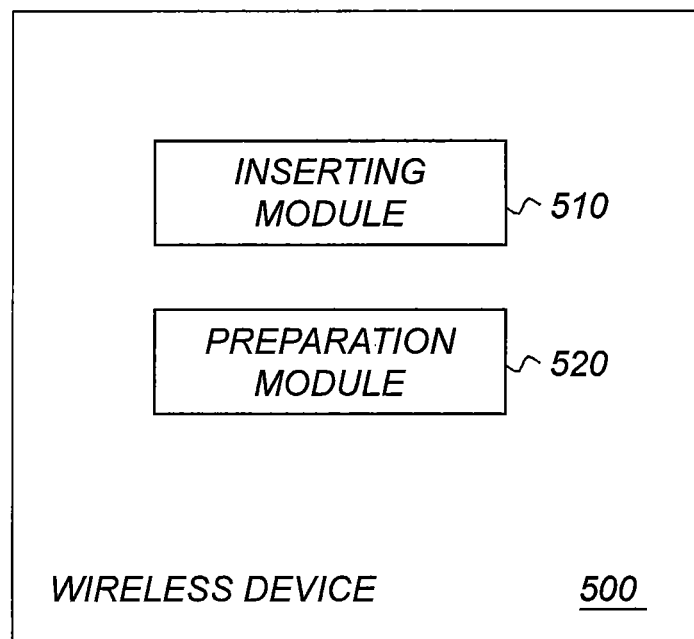 INSERTING
MODULE
510
PREPARATION
MODULE
520
WIRELESS DEVICE 500